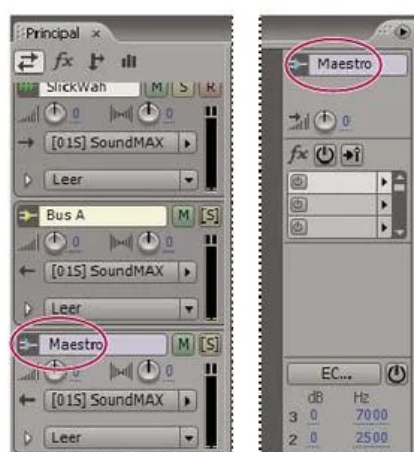 Principal ×
fx
SlickWah M S R
0 0
[01S] SoundMAX
Leer
Bus A M [S]
0 0
[01S] SoundMAX
Leer
Maestro M [S]
0 0
[01S] SoundMAX
Leer
Maestro
0
fx
EC...
dB Hz
3 0 7000
2 0 2500